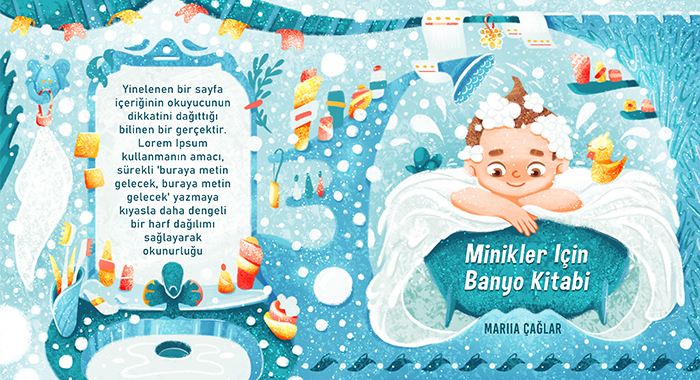 Yinelenen bir sayfa
içeriğinin okuyucunun
dikkatini dağıttığı
bilinen bir gerçektir.
Lorem Ipsum
kullanmanın amacı,
sürekli 'buraya metin
gelecek, buraya metin
gelecek' yazmaya
kıyasla daha dengeli
bir harf dağılımı
sağlayarak
okunurluğu
Minikler Için
Banyo Kitabi
MARIIA ÇAĞLAR